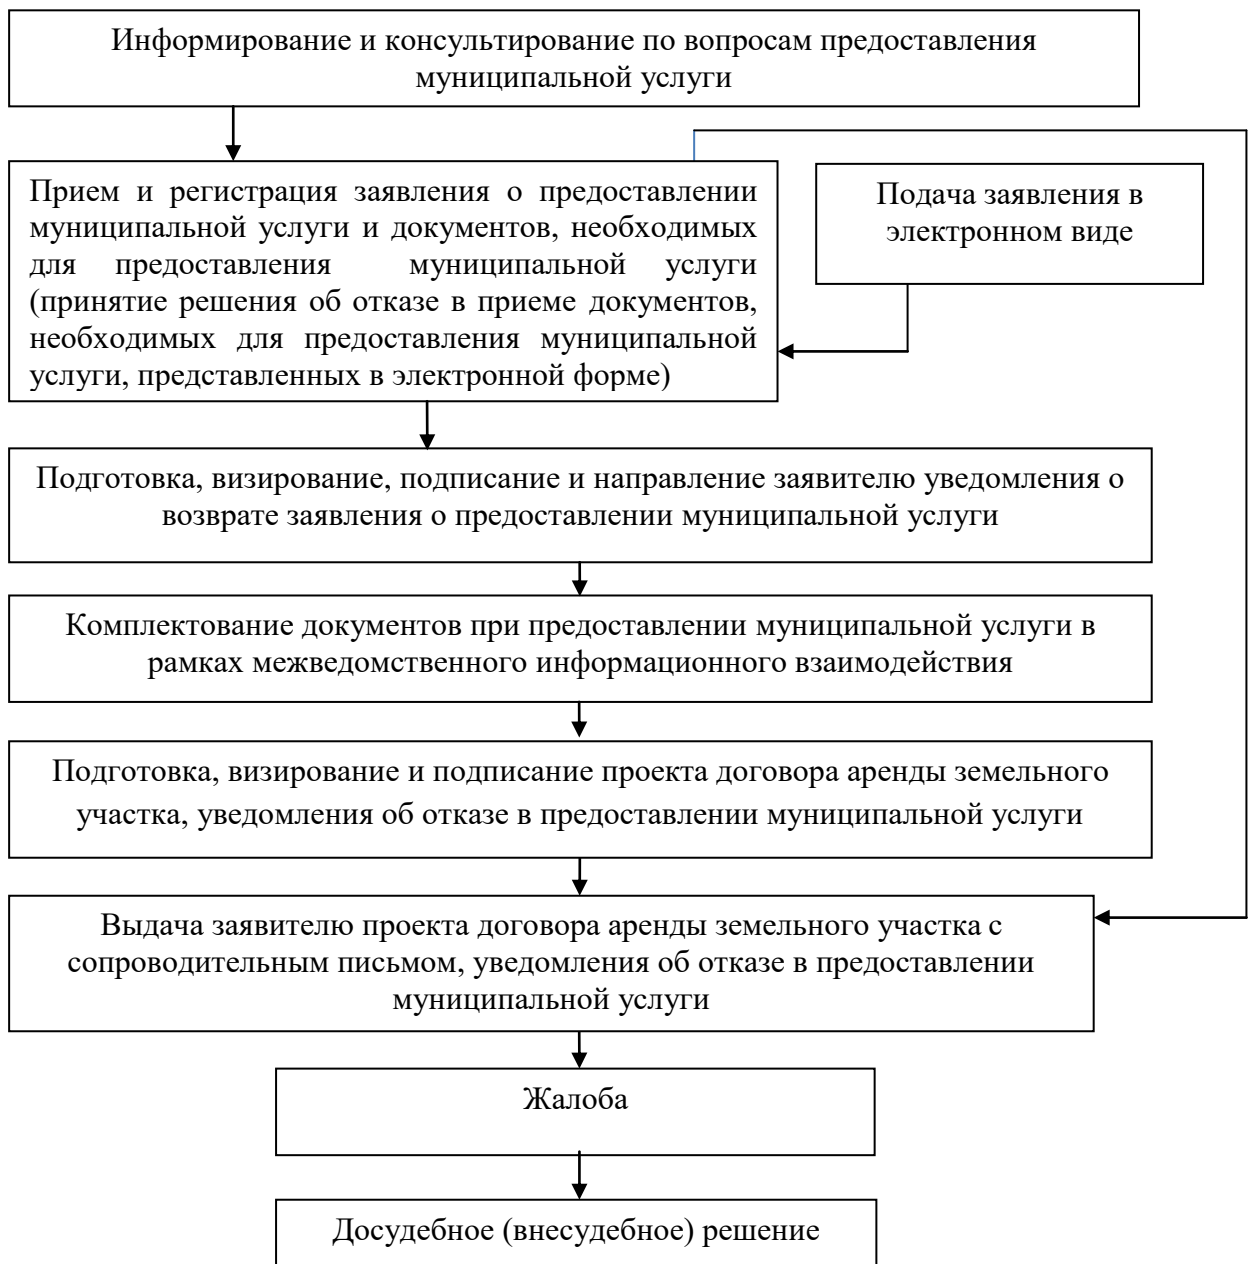 Информирование и консультирование по вопросам предоставления
муниципальной услуги
Прием и регистрация заявления о предоставлении
муниципальной услуги и документов, необходимых
для предоставления муниципальной услуги
(принятие решения об отказе в приеме документов,
необходимых для предоставления муниципальной
услуги, представленных в электронной форме)
Подача заявления в
электронном виде
Подготовка, визирование, подписание и направление заявителю уведомления о
возврате заявления о предоставлении муниципальной услуги
Комплектование документов при предоставлении муниципальной услуги в
рамках межведомственного информационного взаимодействия
Подготовка, визирование и подписание проекта договора аренды земельного
участка, уведомления об отказе в предоставлении муниципальной услуги
Выдача заявителю проекта договора аренды земельного участка с
сопроводительным письмом, уведомления об отказе в предоставлении
муниципальной услуги
Жалоба
Досудебное (внесудебное) решение